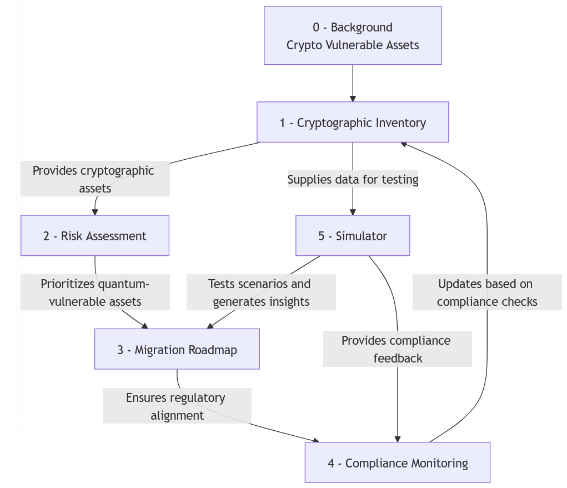 0 - Background
Crypto Vulnerable Assets
1 - Cryptographic Inventory
Provides cryptographic
assets
Supplies data for testing
2 - Risk Assessment
5 - Simulator
Prioritizes quantum-
vulnerable assets
Tests scenarios and
generates insights
Updates based on
compliance checks
3 - Migration Roadmap
Provides compliance
feedback
Ensures regulatory
alignment
4 - Compliance Monitoring